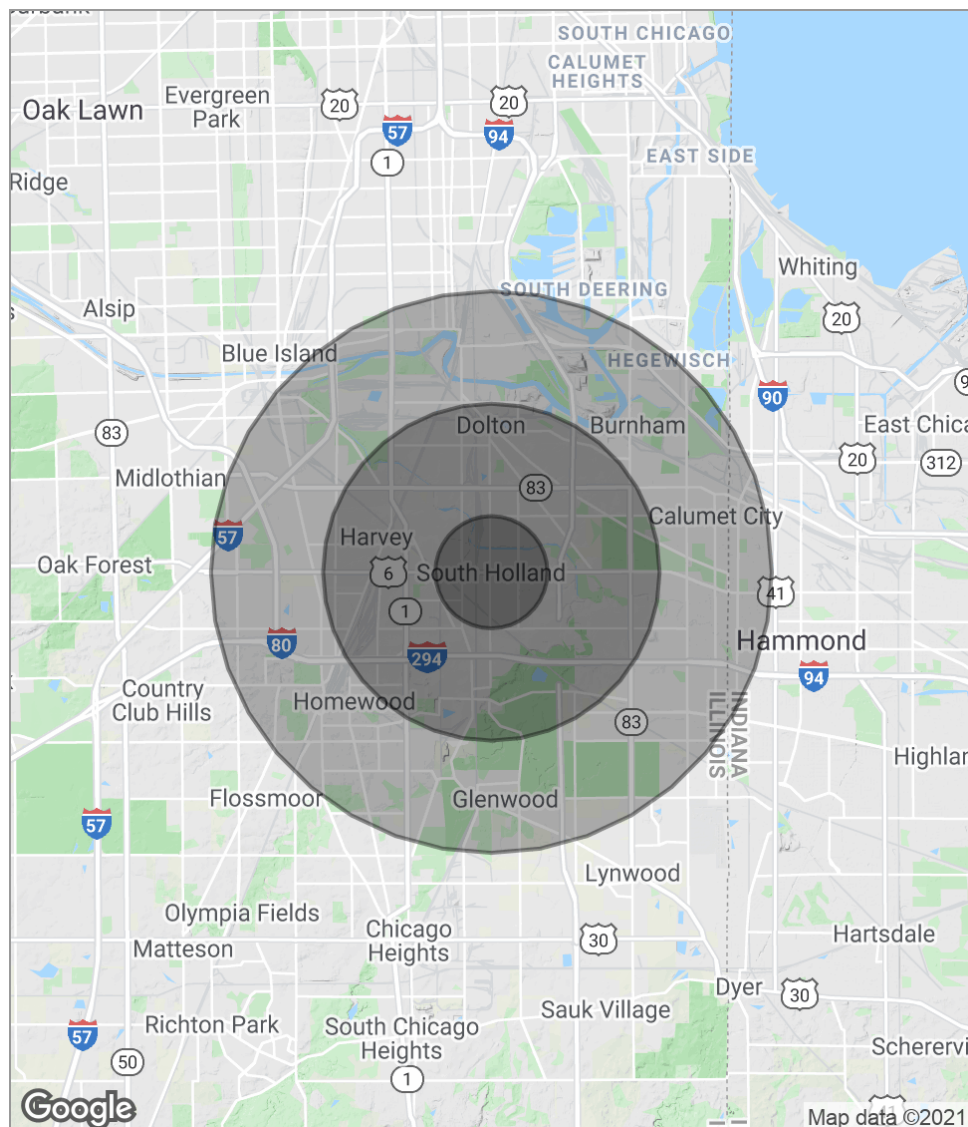 SOUTH CHICAGO
CALUMET
HEIGHTS
Evergreen
Park
Oak Lawn
20
20
57
94
1
EAST SIDE
Ridge
Whiting
SOUTH DEERING
Alsip
20
Blue Island
HEGEWISCH
90
Dolton
Burnham
East Chica
83
20
312
Midlothian
83
Calumet City
57
Harvey
Oak Forest
6
South Holland
41
1
Hammond
80
294
94
Country
Club Hills
Homewood
INDIANA
ILLINOIS
83
Highlan
Flossmoor
Glenwood
57
Lynwood
Olympia Fields
Chicago
Heights
Matteson
30
Hartsdale
Dyer
30
Sauk Village
Richton Park
South Chicago
Heights
57
50
Scherervi
1
Google
Map data ©2021